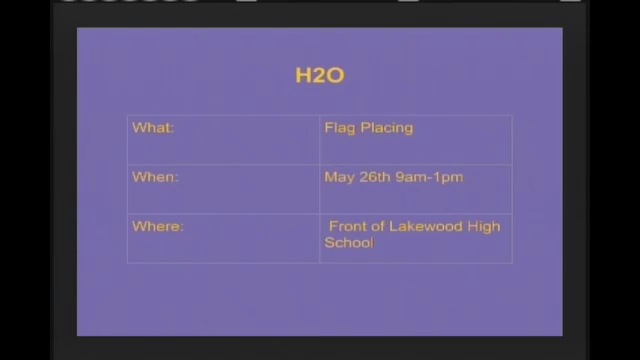 H2O
What: Flag Placing
When: May 26th 9am-1pm
Where: Front of Lakewood High
School